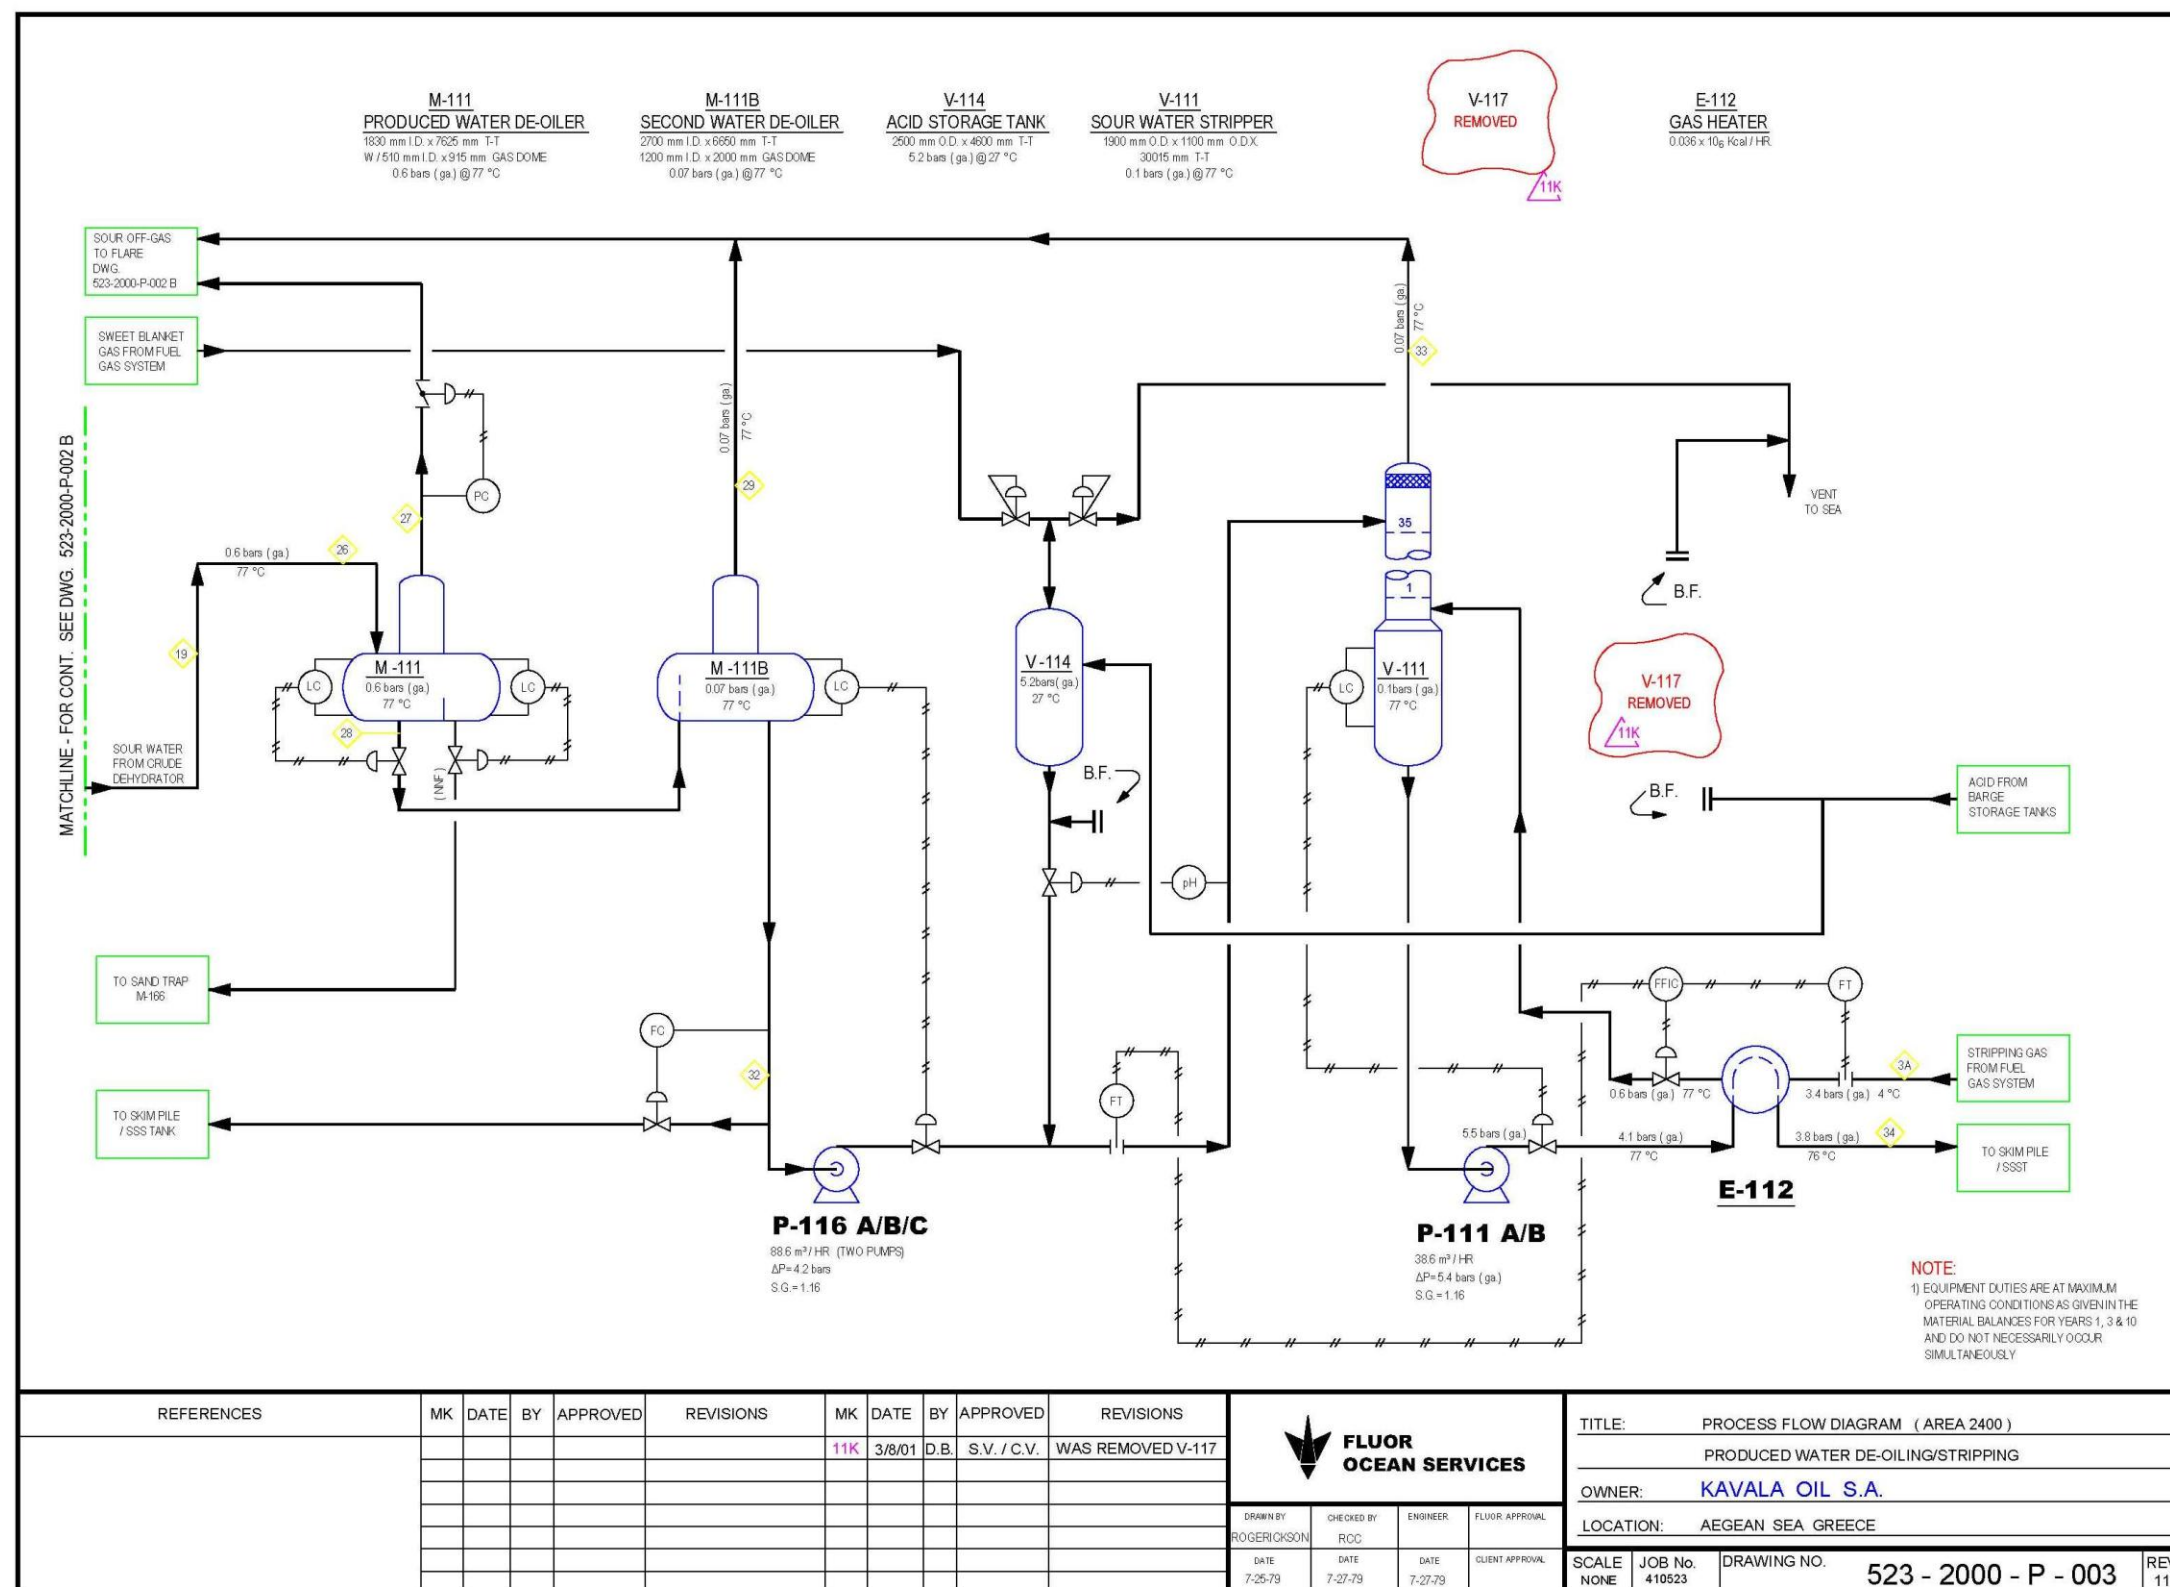 M-111
PRODUCED WATER DE-OILER
1830 mm I.D. x 7625 mm T-T
W / 510 mm I.D. x 915 mm GAS DOME
0.6 bars ( ga.) @ 77 °C
M-111B
SECOND WATER DE-OILER
2700 mm I.D. x 6650 mm T-T
1200 mm I.D. x 2000 mm GAS DOME
0.07 bars ( ga.) @ 77 °C
V-114
ACID STORAGE TANK
2500 mm O.D. x 4600 mm T-T
5.2 bars ( ga.) @ 27 °C
V-111
SOUR WATER STRIPPER
1900 mm O.D. x 1100 mm O.D.X.
30015 mm T-T
0.1 bars ( ga.) @ 77 °C
V-117
REMOVED
11K
E-112
GAS HEATER
0.036 x 10₆ Kcal / HR.
SOUR OFF-GAS
TO FLARE
DWG.
523-2000-P-002 B
SWEET BLANKET
GAS FROM FUEL
GAS SYSTEM
MATCHLINE - FOR CONT. SEE DWG. 523-2000-P-002 B
0.07 bars ( ga.)
77 °C
33
0.07 bars ( ga.)
77 °C
29
PC
27
VENT
TO SEA
35
0.6 bars ( ga.)
77 °C
26
1
B.F.
19
LC
M -111
0.6 bars ( ga.)
77 °C
LC
M -111B
0.07 bars ( ga.)
77 °C
LC
V -114
5.2bars( ga.)
27 °C
LC
V -111
0.1bars ( ga.)
77 °C
V-117
REMOVED
11K
28
SOUR WATER
FROM CRUDE
DEHYDRATOR
( NNF )
B.F.
B.F.
ACID FROM
BARGE
STORAGE TANKS
pH
TO SAND TRAP
M-166
FFIC
FT
FC
32
STRIPPING GAS
FROM FUEL
GAS SYSTEM
3A
0.6 bars ( ga.) 77 °C
3.4 bars ( ga.) 4 °C
TO SKIM PILE
/ SSS TANK
FT
5.5 bars ( ga.)
4.1 bars ( ga.)
77 °C
3.8 bars ( ga.)
76 °C
34
TO SKIM PILE
/ SSST
E-112
P-116 A/B/C
88.6 m³ / HR (TWO PUMPS)
ΔP= 4.2 bars
S.G. = 1.16
P-111 A/B
38.6 m³ / HR
ΔP= 5.4 bars ( ga.)
S.G. = 1.16
NOTE:
1) EQUIPMENT DUTIES ARE AT MAXIMUM
OPERATING CONDITIONS AS GIVEN IN THE
MATERIAL BALANCES FOR YEARS 1, 3 & 10
AND DO NOT NECESSARILY OCCUR
SIMULTANEOUSLY
REFERENCES
MK DATE BY APPROVED REVISIONS
MK DATE BY APPROVED REVISIONS
11K 3/8/01 D.B. S.V. / C.V. WAS REMOVED V-117
FLUOR
OCEAN SERVICES
DRAWN BY
ROGERICKSON
CHECKED BY
RCC
ENGINEER
FLUOR APPROVAL
DATE
7-25-79
DATE
7-27-79
DATE
7-27-79
CLIENT APPROVAL
TITLE: PROCESS FLOW DIAGRAM ( AREA 2400 )
PRODUCED WATER DE-OILING/STRIPPING
OWNER: KAVALA OIL S.A.
LOCATION: AEGEAN SEA GREECE
SCALE
NONE
JOB No.
410523
DRAWING NO.
523 - 2000 - P - 003